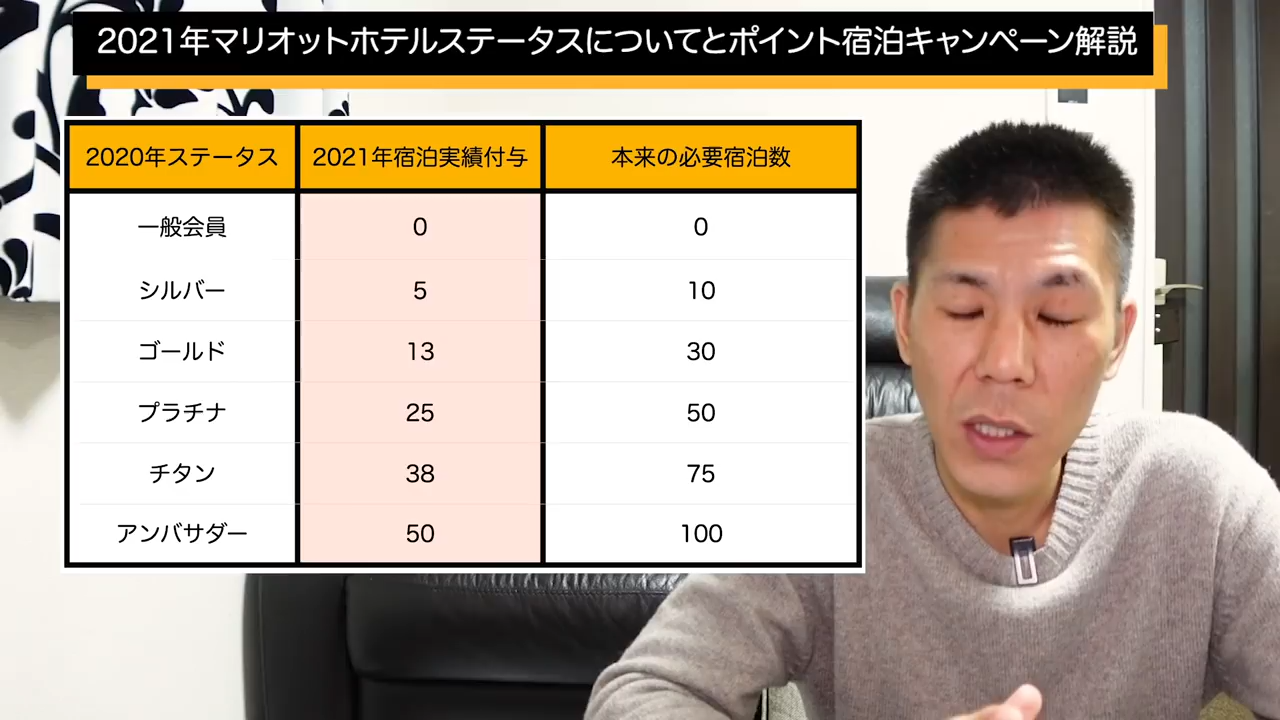 2021年マリオットホテルステータスについてとポイント宿泊キャンペーン解説
2020年ステータス 2021年宿泊実績付与 本来の必要宿泊数
一般会員 0 0
シルバー 5 10
ゴールド 13 30
プラチナ 25 50
チタン 38 75
アンバサダー 50 100